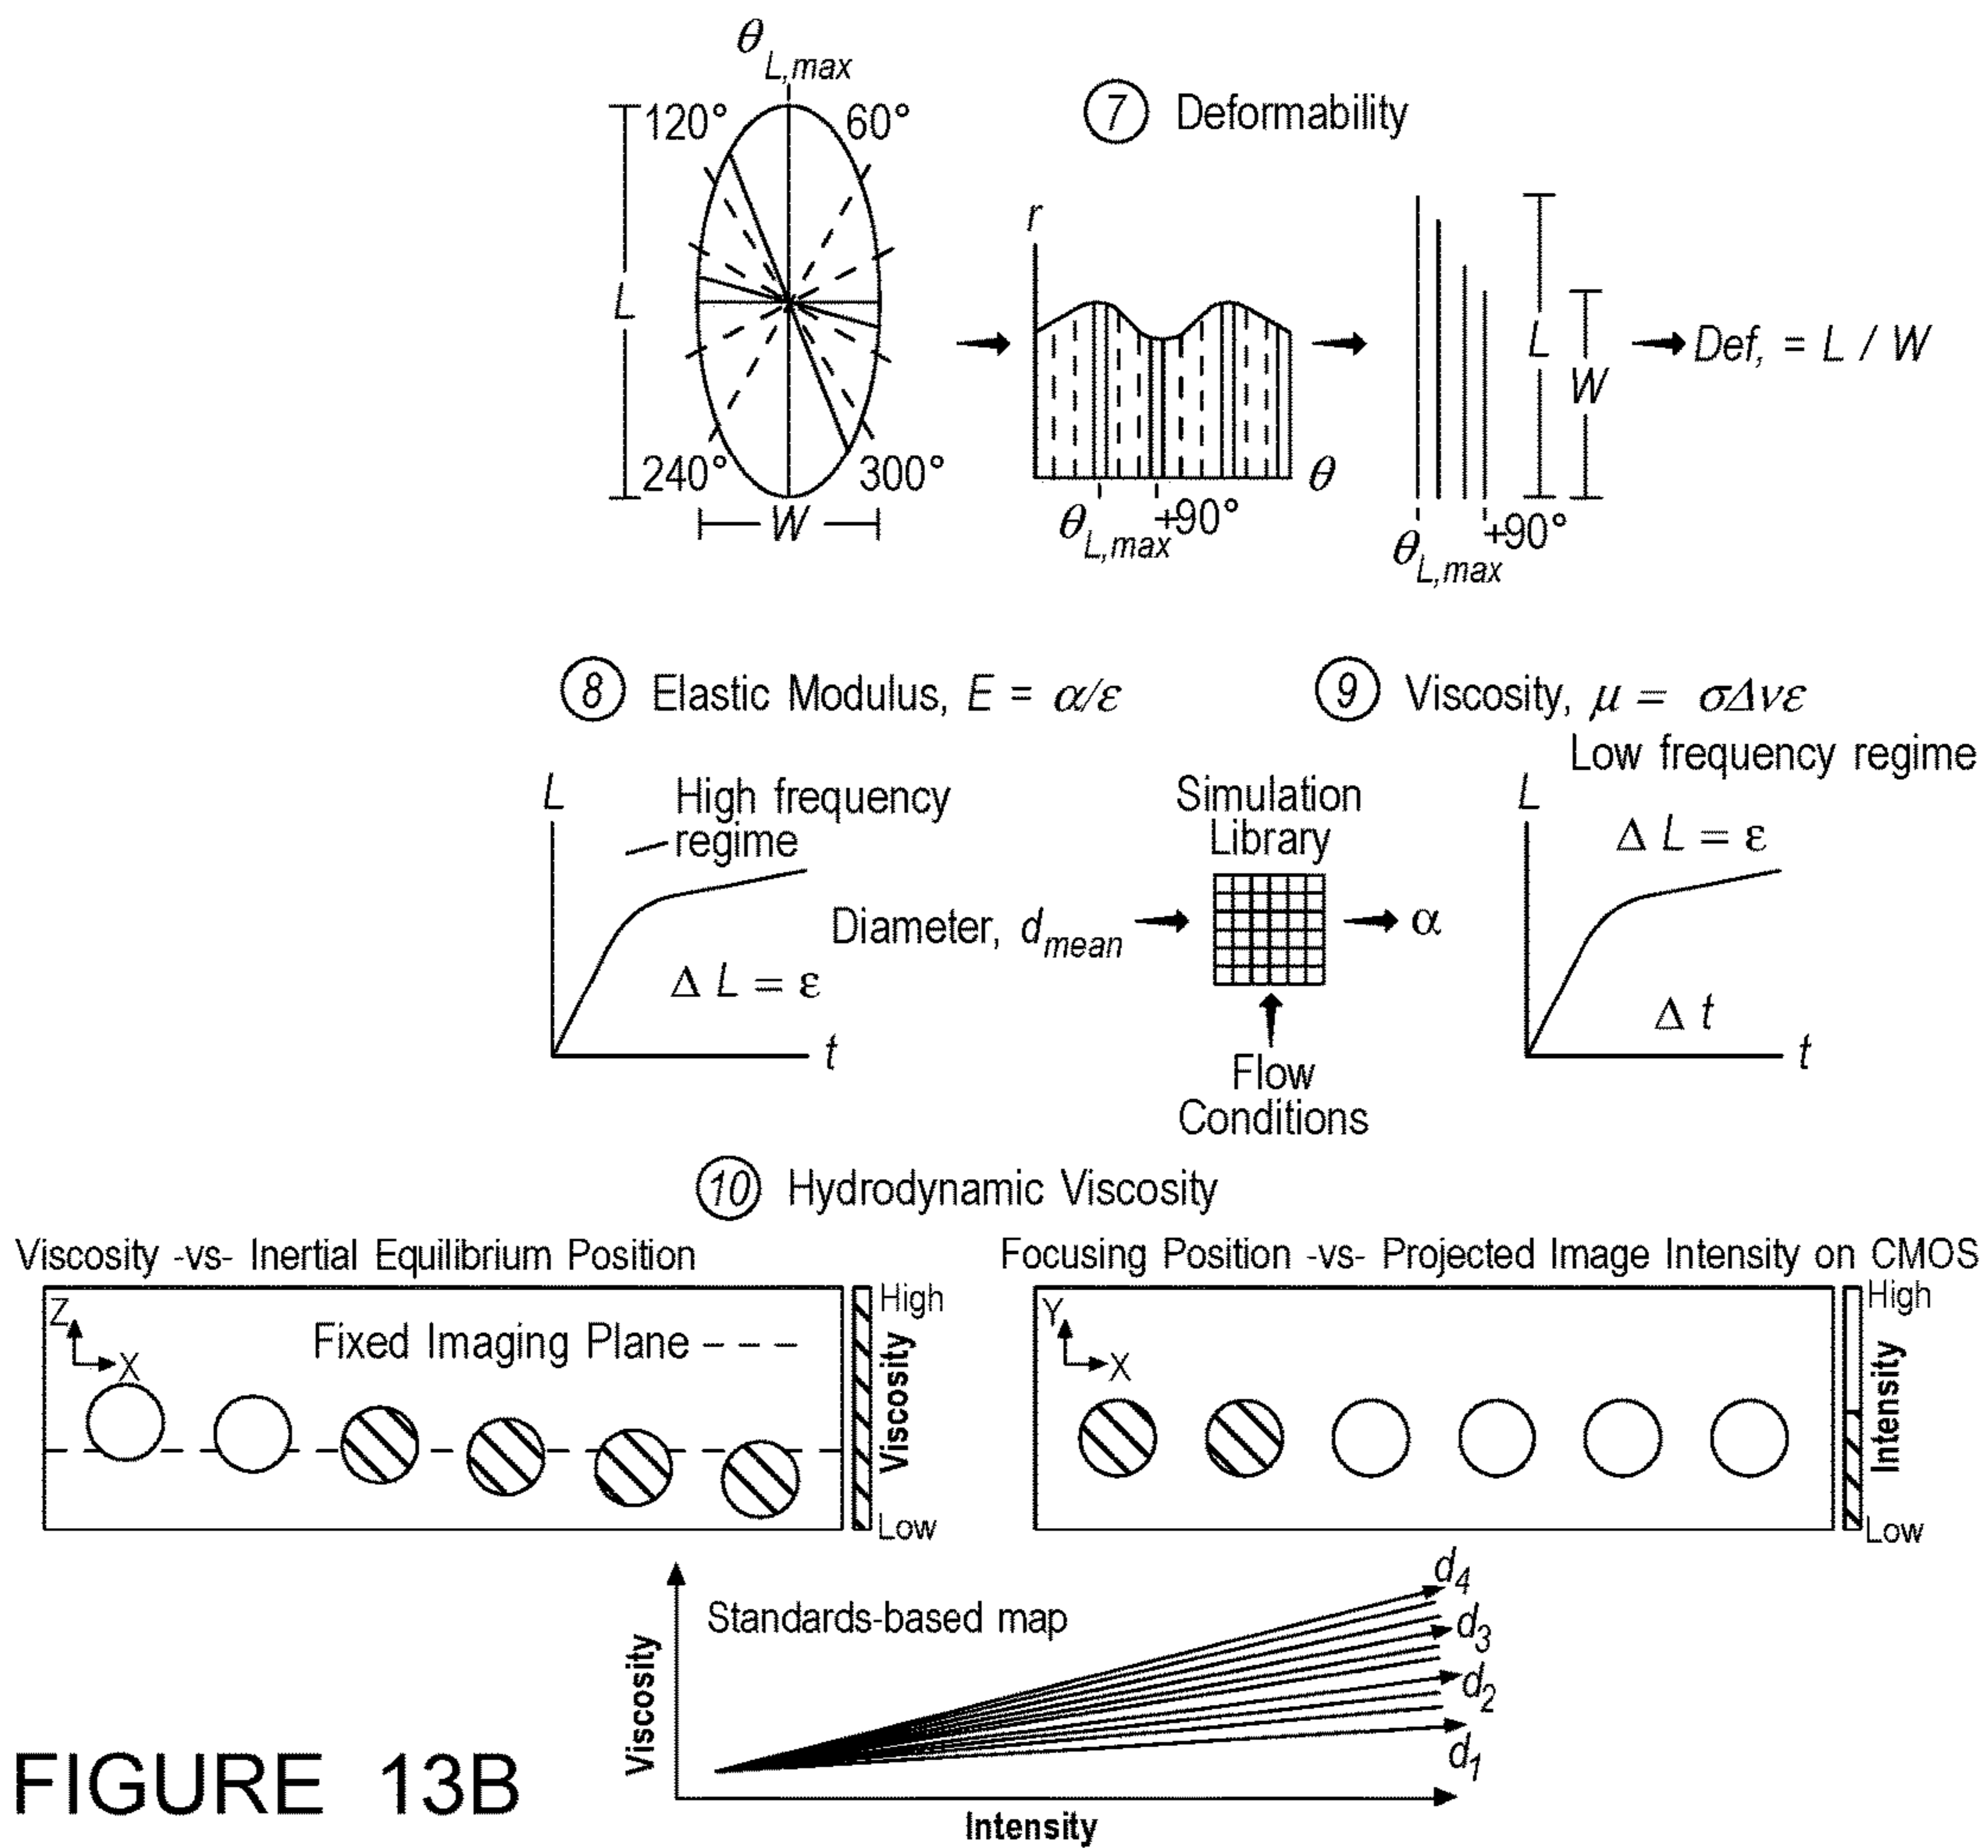 θL,max
120° 60°
L
240° 300°
W
7 Deformability
r
θ
θL,max +90°
L
W
θL,max +90°
Def, = L / W
8 Elastic Modulus, E = α/ε
L
High frequency
regime
Δ L = ε
t
Diameter, dmean
Simulation
Library
α
Flow
Conditions
9 Viscosity, μ = σΔνε
Low frequency regime
L
Δ L = ε
Δ t
t
10 Hydrodynamic Viscosity
Viscosity -vs- Inertial Equilibrium Position
Z
X
Fixed Imaging Plane
High
Viscosity
Low
Focusing Position -vs- Projected Image Intensity on CMOS
Y
X
High
Intensity
Low
Standards-based map
Viscosity
d4
d3
d2
d1
Intensity
FIGURE 13B